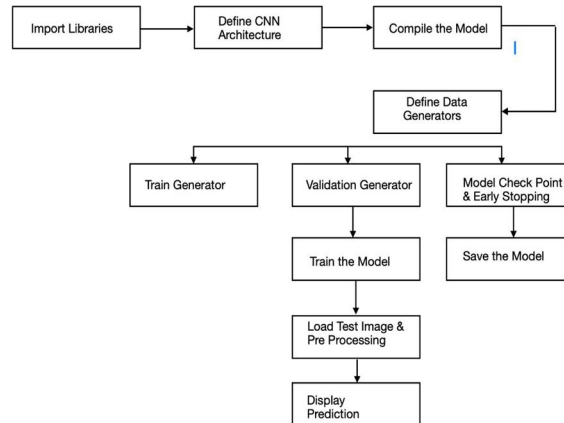 Import Libraries
Define CNN
Architecture
Compile the Model
Define Data
Generators
Train Generator
Validation Generator
Model Check Point
& Early Stopping
Train the Model
Save the Model
Load Test Image &
Pre Processing
Display
Prediction